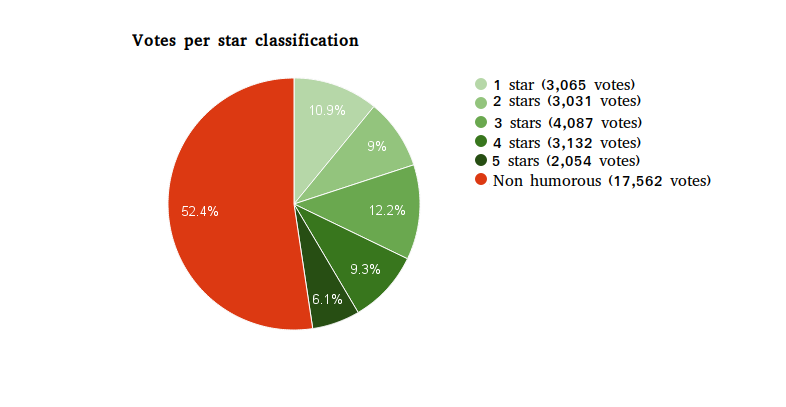 Votes per star classification
1 star (3,065 votes)
2 stars (3,031 votes)
3 stars (4,087 votes)
4 stars (3,132 votes)
5 stars (2,054 votes)
Non humorous (17,562 votes)
10.9%
9%
12.2%
9.3%
6.1%
52.4%